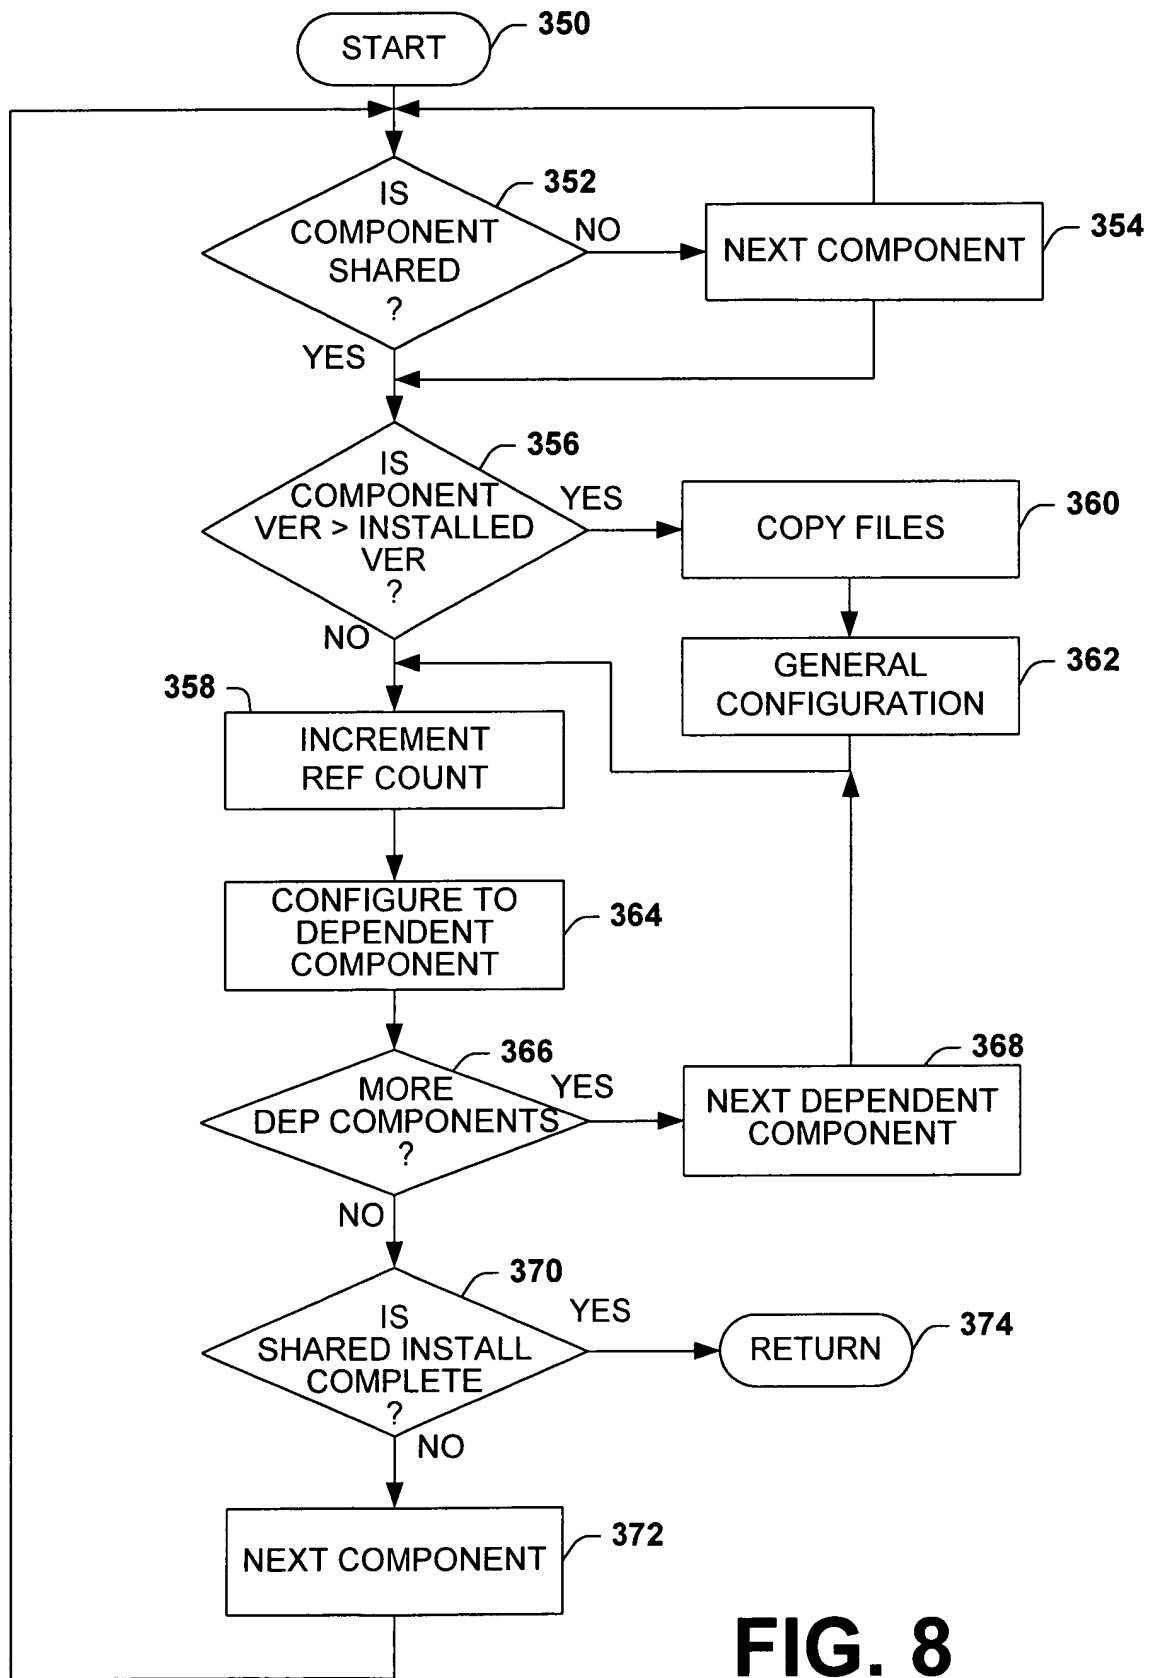 START
350
IS
COMPONENT
SHARED
?
352
NO
NEXT COMPONENT
354
YES
IS
COMPONENT
VER > INSTALLED
VER
?
356
YES
COPY FILES
360
NO
GENERAL
CONFIGURATION
362
358
INCREMENT
REF COUNT
CONFIGURE TO
DEPENDENT
COMPONENT
364
MORE
DEP COMPONENTS
?
366
YES
368
NEXT DEPENDENT
COMPONENT
NO
IS
SHARED INSTALL
COMPLETE
?
370
YES
RETURN
374
NO
NEXT COMPONENT
372
FIG. 8